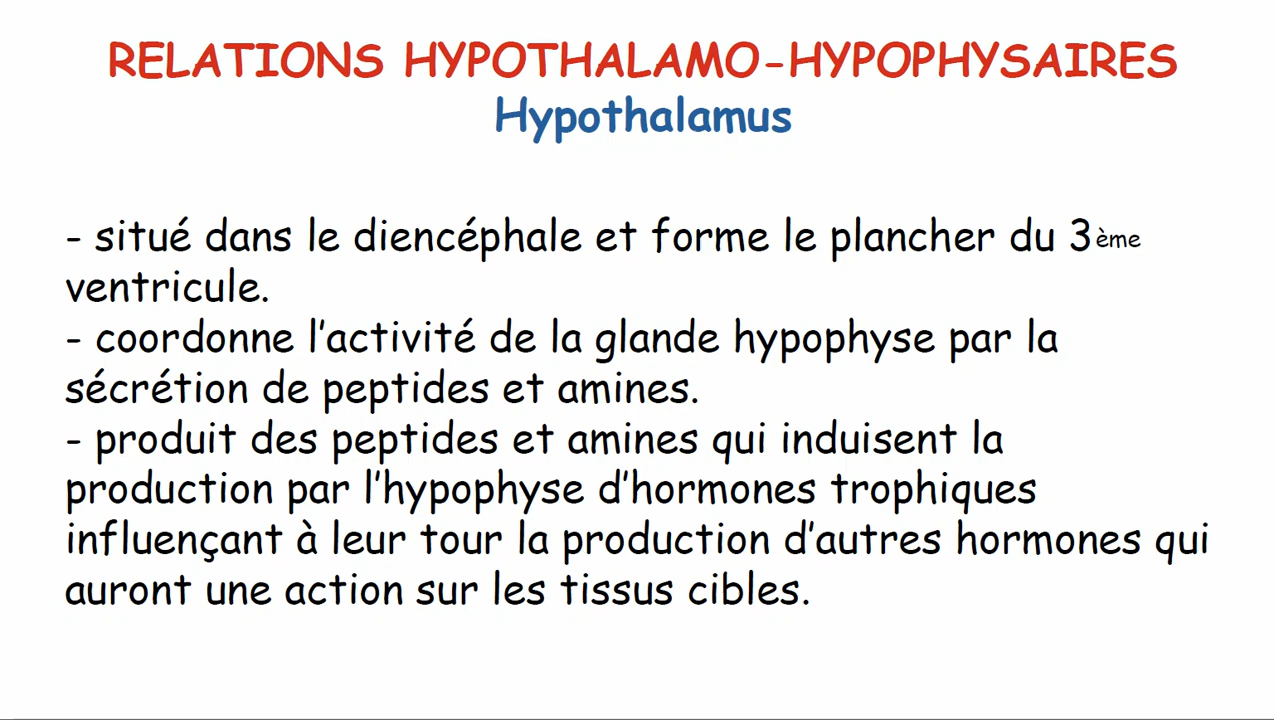 RELATIONS HYPOTHALAMO-HYPOPHYSAIRES
Hypothalamus
- situé dans le diencéphale et forme le plancher du 3ème
ventricule.
- coordonne l’activité de la glande hypophyse par la
sécrétion de peptides et amines.
- produit des peptides et amines qui induisent la
production par l’hypophyse d’hormones trophiques
influençant à leur tour la production d’autres hormones qui
auront une action sur les tissus cibles.